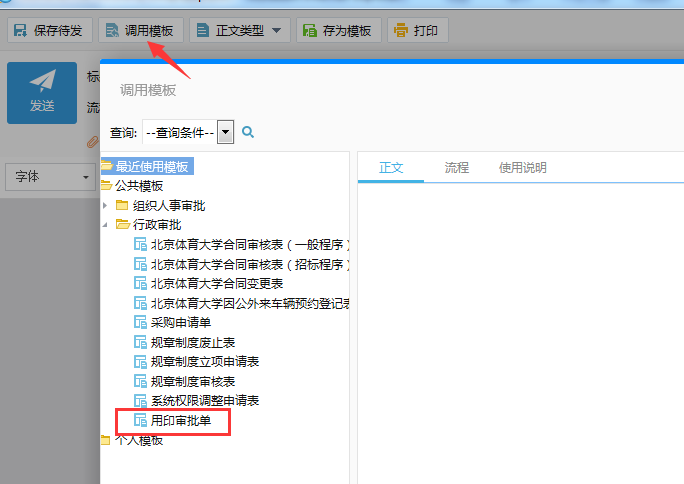 保存待发 调用模板 正文类型 存为模板 打印
发送
标
流
字体
调用模板
查询: --查询条件--
最近使用模板
公共模板
组织人事审批
行政审批
北京体育大学合同审核表（一般程序）
北京体育大学合同审核表（招标程序）
北京体育大学合同变更表
北京体育大学因公外来车辆预约登记表
采购申请单
规章制度废止表
规章制度立项申请表
规章制度审核表
系统权限调整申请表
用印审批单
个人模板
正文 流程 使用说明